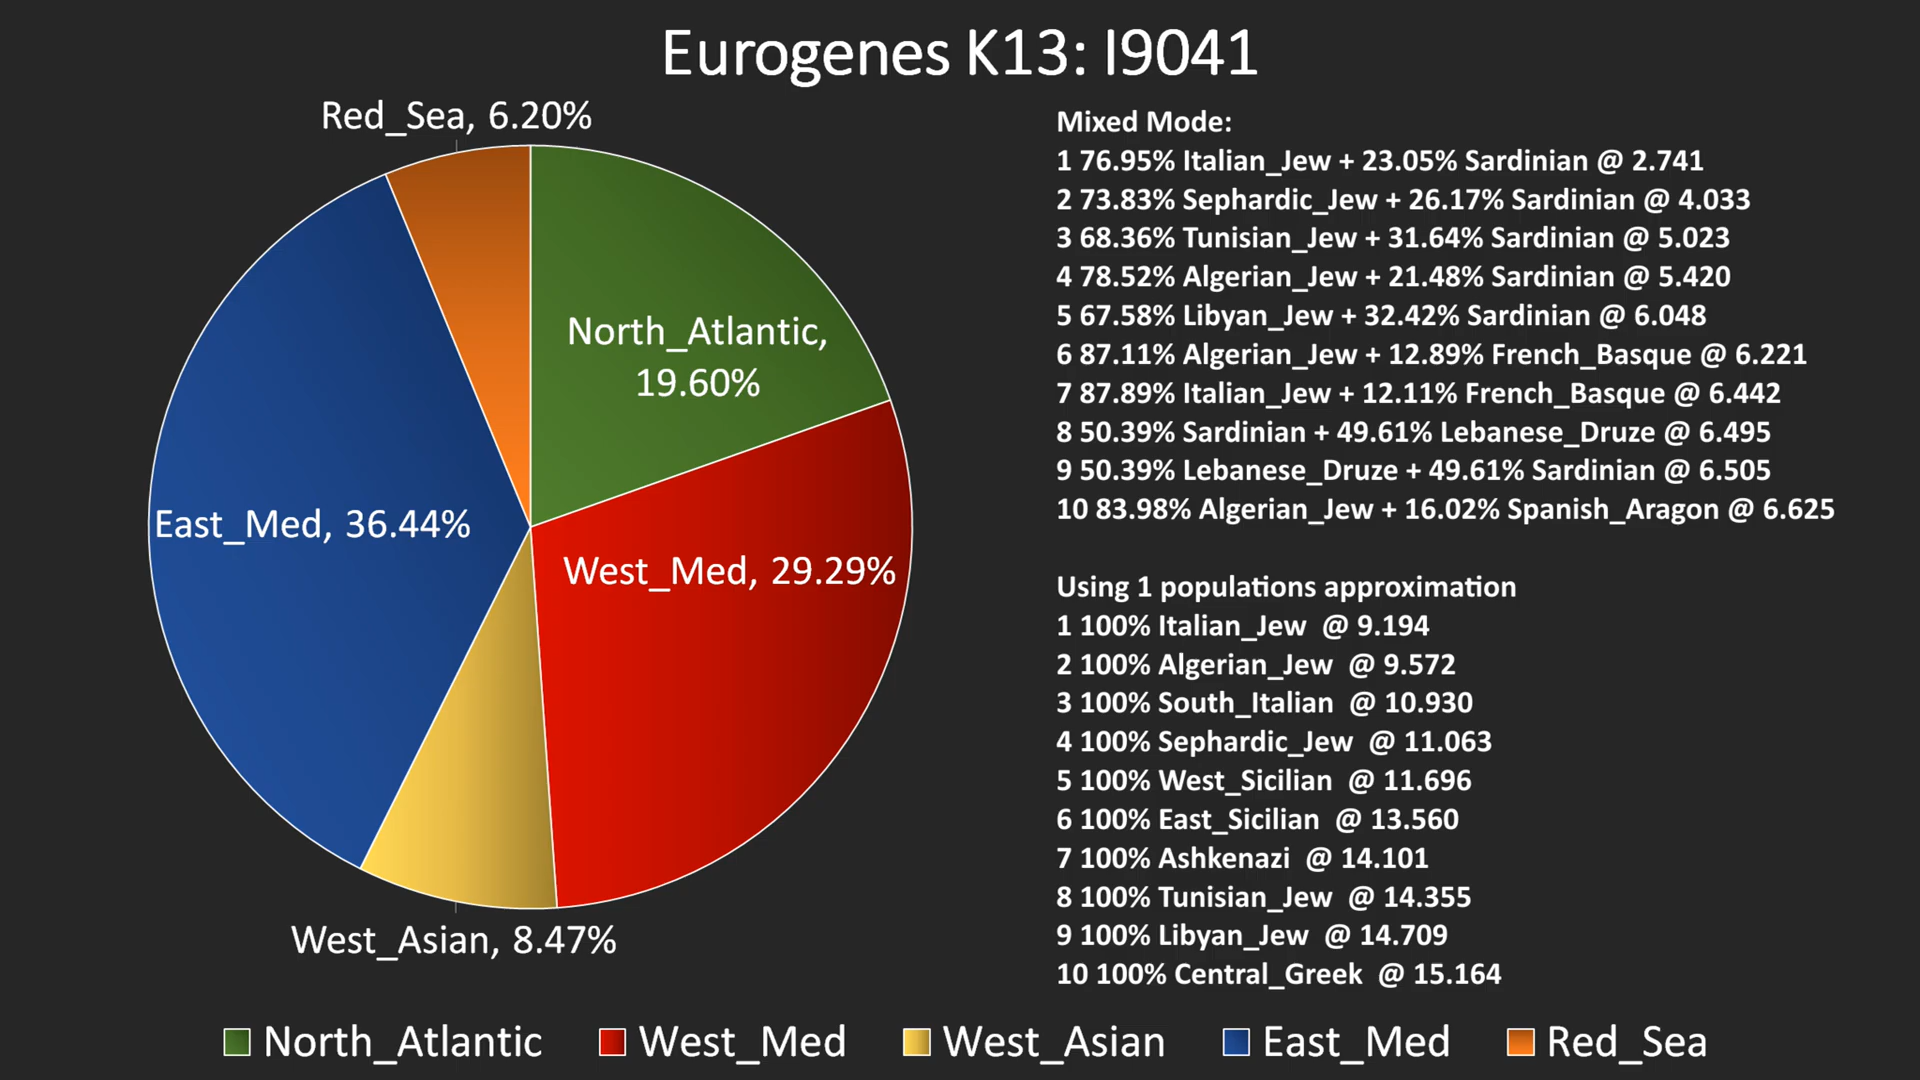 Eurogenes K13: I9041
Red_Sea, 6.20%
North_Atlantic,
19.60%
East_Med, 36.44%
West_Med, 29.29%
West_Asian, 8.47%
Mixed Mode:
1 76.95% Italian_Jew + 23.05% Sardinian @ 2.741
2 73.83% Sephardic_Jew + 26.17% Sardinian @ 4.033
3 68.36% Tunisian_Jew + 31.64% Sardinian @ 5.023
4 78.52% Algerian_Jew + 21.48% Sardinian @ 5.420
5 67.58% Libyan_Jew + 32.42% Sardinian @ 6.048
6 87.11% Algerian_Jew + 12.89% French_Basque @ 6.221
7 87.89% Italian_Jew + 12.11% French_Basque @ 6.442
8 50.39% Sardinian + 49.61% Lebanese_Druze @ 6.495
9 50.39% Lebanese_Druze + 49.61% Sardinian @ 6.505
10 83.98% Algerian_Jew + 16.02% Spanish_Aragon @ 6.625
Using 1 populations approximation
1 100% Italian_Jew @ 9.194
2 100% Algerian_Jew @ 9.572
3 100% South_Italian @ 10.930
4 100% Sephardic_Jew @ 11.063
5 100% West_Sicilian @ 11.696
6 100% East_Sicilian @ 13.560
7 100% Ashkenazi @ 14.101
8 100% Tunisian_Jew @ 14.355
9 100% Libyan_Jew @ 14.709
10 100% Central_Greek @ 15.164
North_Atlantic West_Med West_Asian East_Med Red_Sea